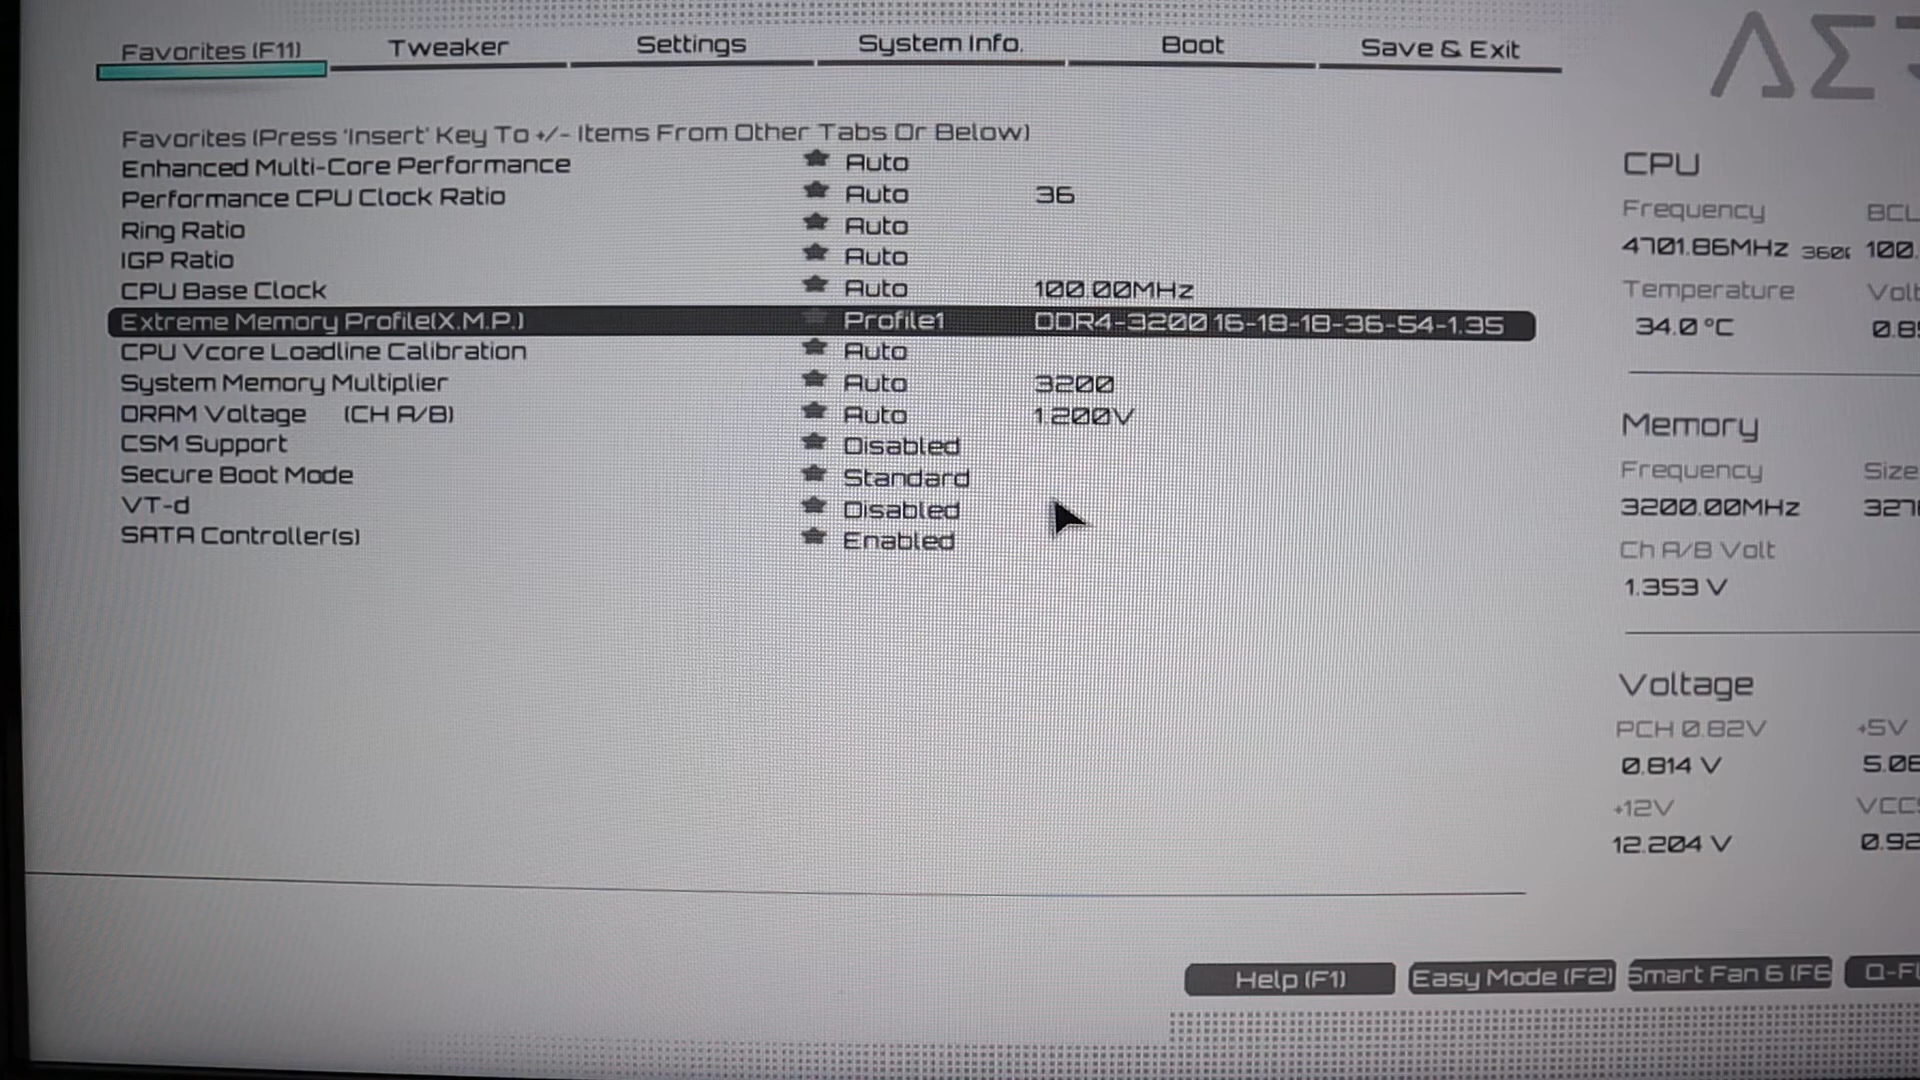 Favorites (F11) Tweaker Settings System Info. Boot Save & Exit
Favorites (Press 'Insert' Key To +/- Items From Other Tabs Or Below)
Enhanced Multi-Core Performance Auto
Performance CPU Clock Ratio Auto 36
Ring Ratio Auto
IGP Ratio Auto
CPU Base Clock Auto 100.00MHz
Extreme Memory Profile(X.M.P.) Profile1 DDR4-3200 16-18-18-36-54-1.35
CPU Vcore Loadline Calibration Auto
System Memory Multiplier Auto 3200
DRAM Voltage (CH A/B) Auto 1.200V
CSM Support Disabled
Secure Boot Mode Standard
VT-d Disabled
SATA Controller(s) Enabled
CPU
Frequency
4701.86MHz 100.
Temperature
34.0 °C
Memory
Frequency Size
3200.00MHz
Ch A/B Volt
1.353 V
Voltage
PCH 0.82V +5V
0.814 V
+12V
12.204 V
Help (F1) Easy Mode (F2) Smart Fan 6 (F6